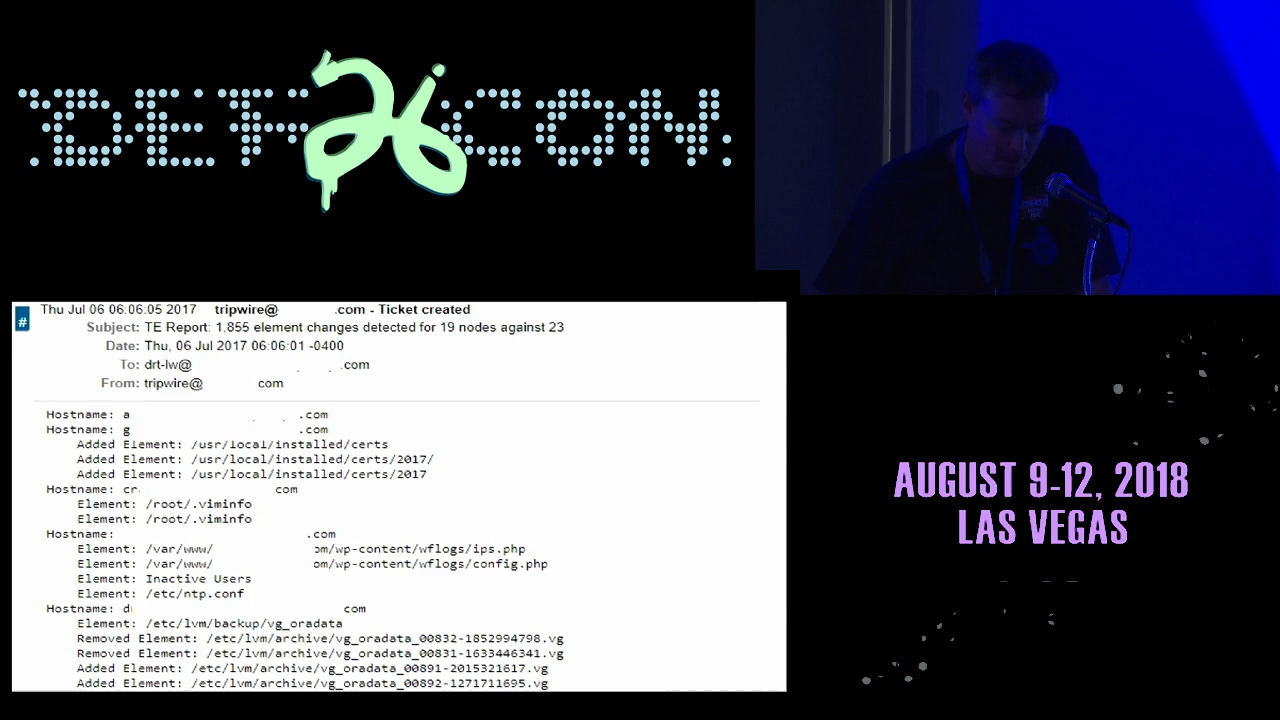 DEF 26 CON
Thu Jul 06 06:06:05 2017 tripwire@ .com - Ticket created
#
Subject: TE Report: 1,855 element changes detected for 19 nodes against 23
Date: Thu, 06 Jul 2017 06:06:01 -0400
To: drt-lw@ .com
From: tripwire@ com
Hostname: a .com
Hostname: g .com
Added Element: /usr/local/installed/certs
Added Element: /usr/local/installed/certs/2017/
Added Element: /usr/local/installed/certs/2017
Hostname: cr. com
Element: /root/.viminfo
Element: /root/.viminfo
Hostname: .com
Element: /var/www/ om/wp-content/wflogs/ips.php
Element: /var/www/ om/wp-content/wflogs/config.php
Element: Inactive Users
Element: /etc/ntp.conf
Hostname: d com
Element: /etc/lvm/backup/vg_oradata
Removed Element: /etc/lvm/archive/vg_oradata_00832-1852994798.vg
Removed Element: /etc/lvm/archive/vg_oradata_00831-1633446341.vg
Added Element: /etc/lvm/archive/vg_oradata_00891-2015321617.vg
Added Element: /etc/lvm/archive/vg_oradata_00892-1271711695.vg
AUGUST 9-12, 2018
LAS VEGAS